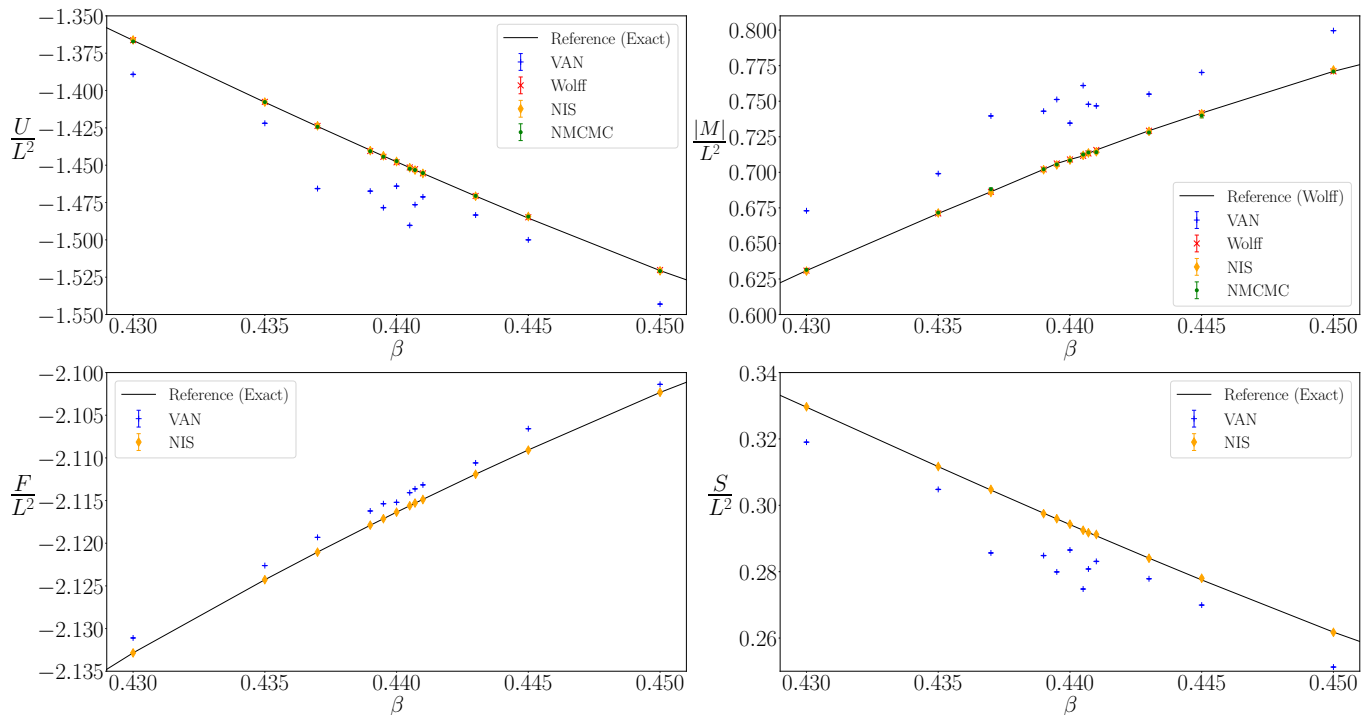 −1.350
−1.375
−1.400
−1.425
−1.450
−1.475
−1.500
−1.525
−1.550
U
L²
Reference (Exact)
VAN
Wolff
NIS
NMCMC
0.430 0.435 0.440 0.445 0.450
β
0.800
0.775
0.750
0.725
0.700
0.675
0.650
0.625
0.600
|M|
L²
Reference (Wolff)
VAN
Wolff
NIS
NMCMC
0.430 0.435 0.440 0.445 0.450
β
−2.100
−2.105
−2.110
−2.115
−2.120
−2.125
−2.130
−2.135
F
L²
Reference (Exact)
VAN
NIS
0.430 0.435 0.440 0.445 0.450
β
0.34
0.32
0.30
0.28
0.26
S
L²
Reference (Exact)
VAN
NIS
0.430 0.435 0.440 0.445 0.450
β